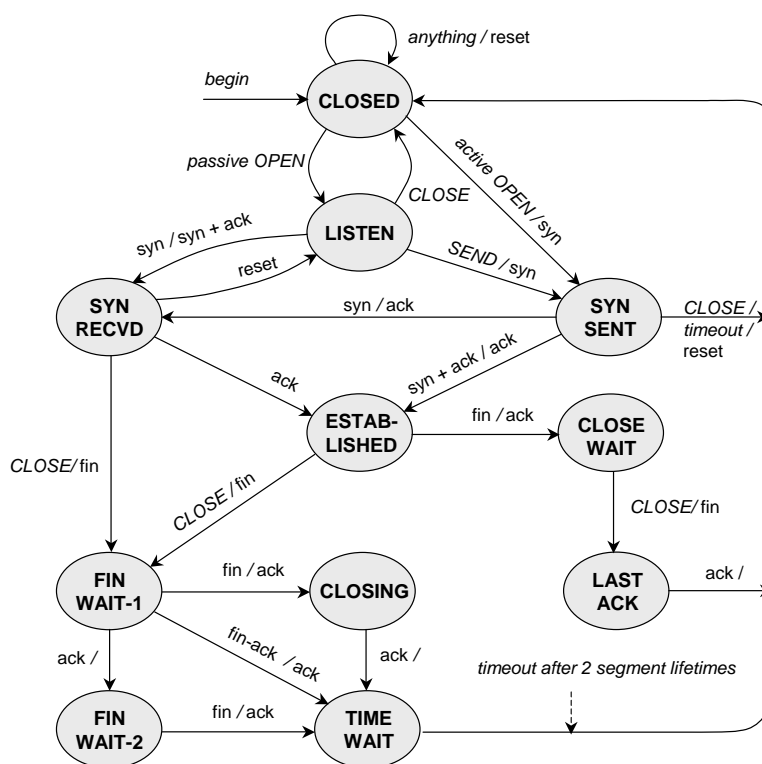 anything / reset
begin
CLOSED
passive OPEN
CLOSE
active OPEN / syn
LISTEN
syn / syn + ack
reset
SEND / syn
SYN
RECVD
syn / ack
SYN
SENT
CLOSE /
timeout /
reset
ack
syn + ack / ack
ESTAB-
LISHED
fin / ack
CLOSE
WAIT
CLOSE/ fin
CLOSE / fin
CLOSE/ fin
FIN
WAIT-1
fin / ack
CLOSING
LAST
ACK
ack /
ack /
fin-ack / ack
ack /
timeout after 2 segment lifetimes
FIN
WAIT-2
fin / ack
TIME
WAIT